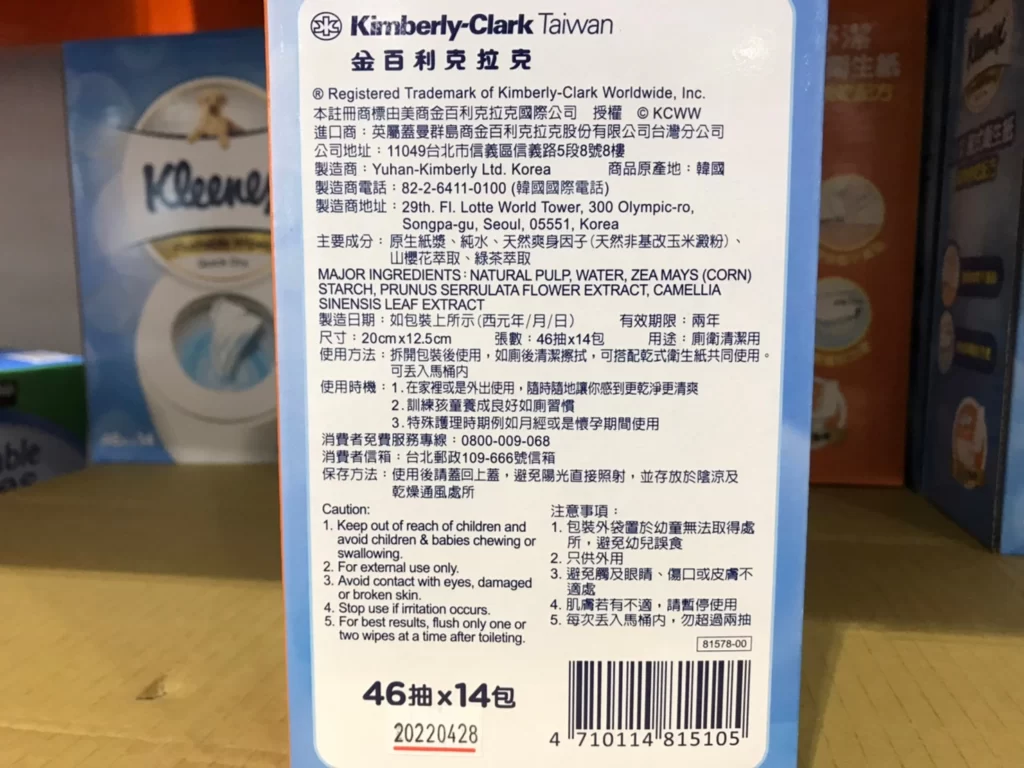 Kimberly-Clark Taiwan
金百利克拉克
® Registered Trademark of Kimberly-Clark Worldwide, Inc.
本註冊商標由美商金百利克拉克國際公司 授權 © KCWW
進口商：英屬蓋曼群島商金百利克拉克股份有限公司台灣分公司
公司地址：11049台北市信義區信義路5段8號8樓
製造商：Yuhan-Kimberly Ltd. Korea 商品原產地：韓國
製造商電話：82-2-6411-0100 (韓國國際電話)
製造商地址：29th. Fl. Lotte World Tower, 300 Olympic-ro,
Songpa-gu, Seoul, 05551, Korea
主要成分：原生紙漿、純水、天然爽身因子(天然非基改玉米澱粉)、
山櫻花萃取、綠茶萃取
MAJOR INGREDIENTS: NATURAL PULP, WATER, ZEA MAYS (CORN)
STARCH, PRUNUS SERRULATA FLOWER EXTRACT, CAMELLIA
SINENSIS LEAF EXTRACT
製造日期：如包裝上所示(西元年/月/日) 有效期限：兩年
尺寸：20cmx12.5cm 張數：46抽x14包 用途：廁衛清潔用
使用方法：拆開包裝後使用，如廁後清潔擦拭，可搭配乾式衛生紙共同使用。
可丟入馬桶內
使用時機：1.在家裡或是外出使用，隨時隨地讓你感到更乾淨更清爽
2.訓練孩童養成良好如廁習慣
3.特殊護理時期例如月經或是懷孕期間使用
消費者免費服務專線：0800-009-068
消費者信箱：台北郵政109-666號信箱
保存方法：使用後請蓋回上蓋，避免陽光直接照射，並存放於陰涼及
乾燥通風處所
Caution:
1. Keep out of reach of children and
avoid children & babies chewing or
swallowing.
2. For external use only.
3. Avoid contact with eyes, damaged
or broken skin.
4. Stop use if irritation occurs.
5. For best results, flush only one or
two wipes at a time after toileting.
注意事項：
1. 包裝外袋置於幼童無法取得處
所，避免幼兒誤食
2. 只供外用
3. 避免觸及眼睛、傷口或皮膚不
適處
4. 肌膚若有不適，請暫停使用
5. 每次丟入馬桶內，勿超過兩抽
81578-00
46抽x14包
20220428
4 710114 815105
Kleenex
Quick Dry